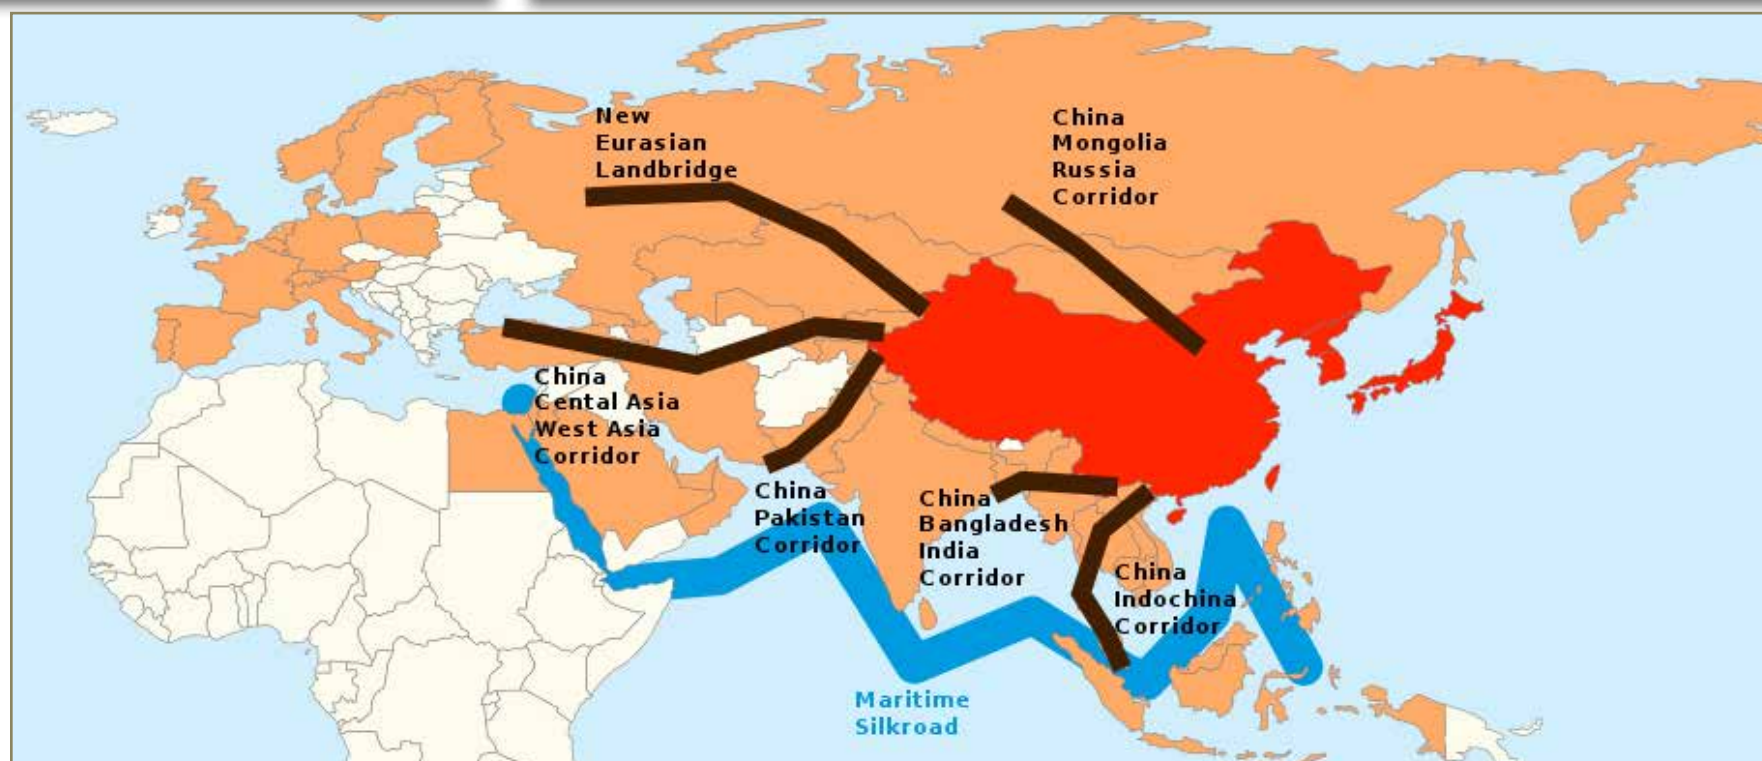 New
Eurasian
Landbridge
China
Mongolia
Russia
Corridor
China
Cental Asia
West Asia
Corridor
China
Pakistan
Corridor
China
Bangladesh
India
Corridor
China
Indochina
Corridor
Maritime
Silkroad